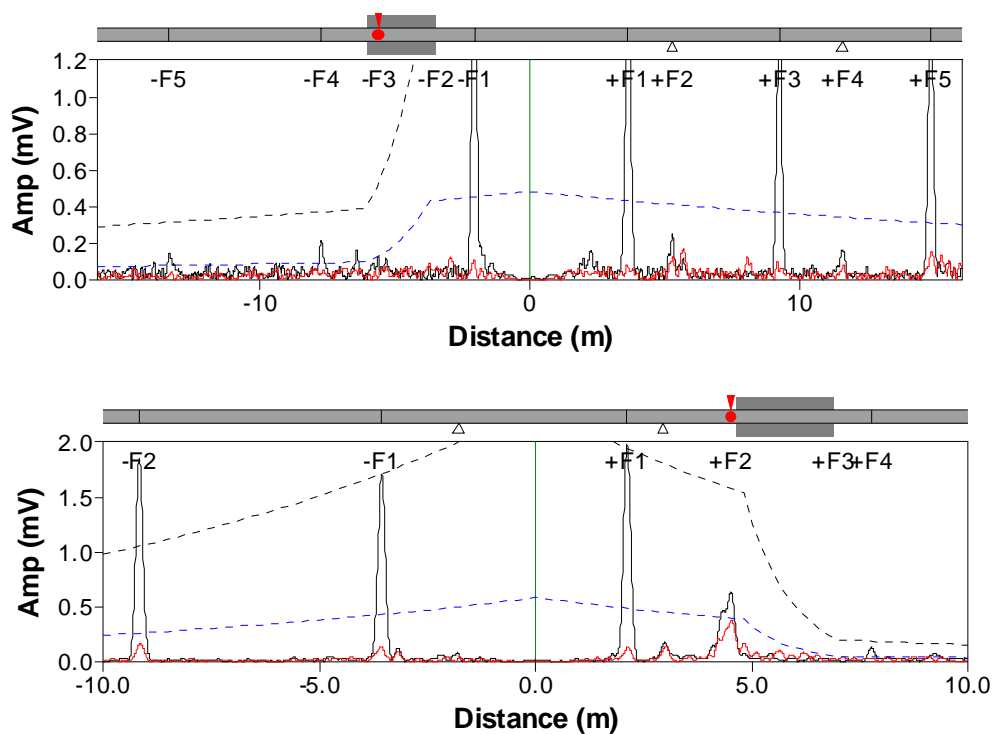 -F5 -F4 -F3 -F2 -F1 +F1 +F2 +F3 +F4 +F5
1.2
1.0
0.8
0.6
0.4
0.2
0.0
Amp (mV)
-10 0 10
Distance (m)
-F2 -F1 +F1 +F2 +F3 +F4
2.0
1.5
1.0
0.5
0.0
Amp (mV)
-10.0 -5.0 0.0 5.0 10.0
Distance (m)